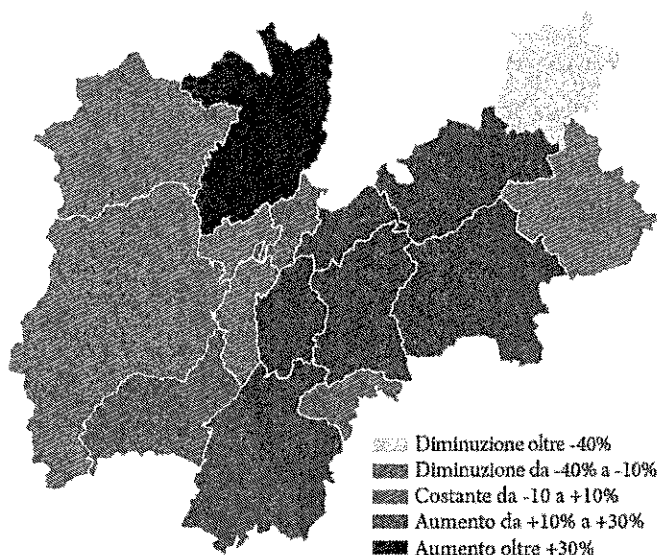 Diminuzione oltre -40%
Diminuzione da -40% a -10%
Costante da -10 a +10%
Aumento da +10% a +30%
Aumento oltre +30%